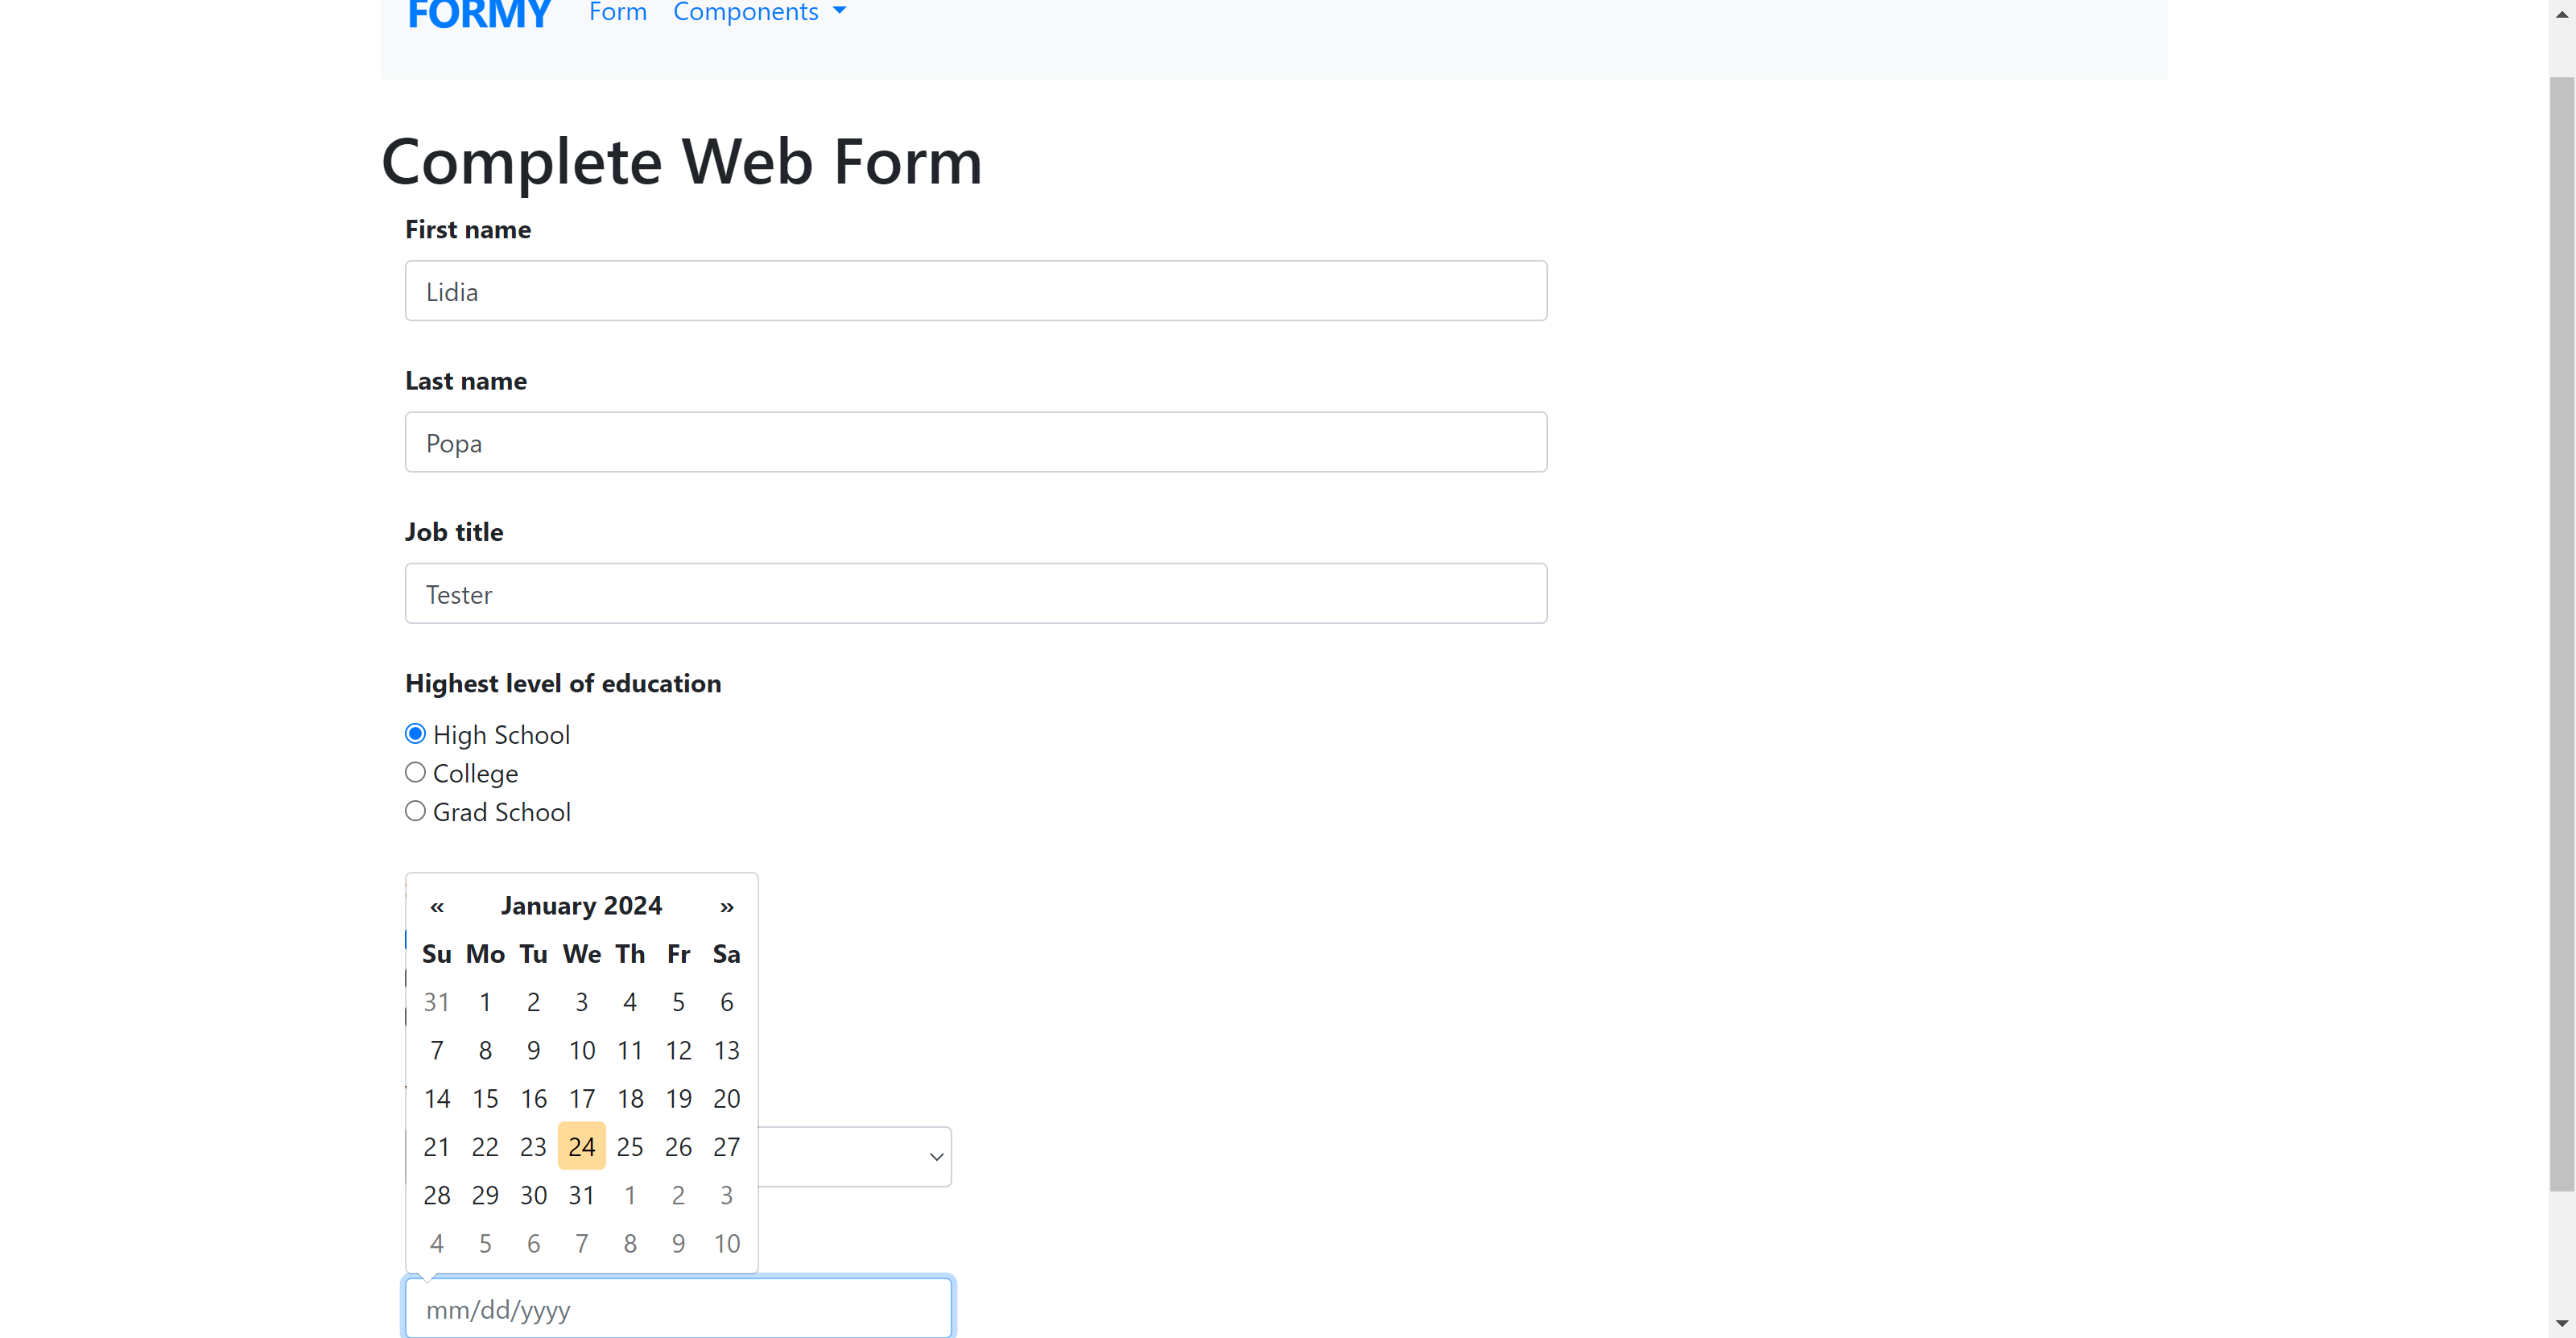 FORMY Form Components
Complete Web Form
First name
Lidia
Last name
Popa
Job title
Tester
Highest level of education
High School
College
Grad School
« January 2024 »
Su Mo Tu We Th Fr Sa
31 1 2 3 4 5 6
7 8 9 10 11 12 13
14 15 16 17 18 19 20
21 22 23 24 25 26 27
28 29 30 31 1 2 3
4 5 6 7 8 9 10
mm/dd/yyyy